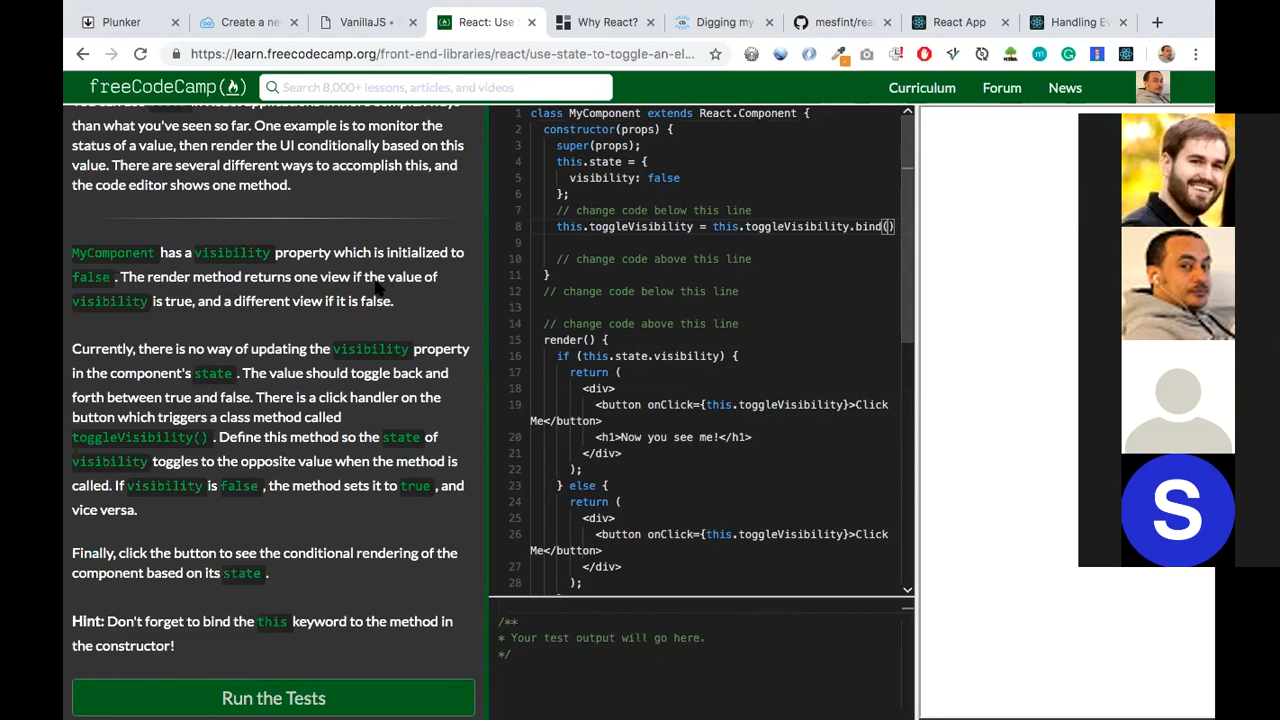 Plunker
Create a ne
VanillaJS •
React: Use
Why React?
Digging my
mesfint/rea
React App
Handling Ev
https://learn.freecodecamp.org/front-end-libraries/react/use-state-to-toggle-an-el...
freeCodeCamp
Search 8,000+ lessons, articles, and videos
Curriculum
Forum
News
than what you've seen so far. One example is to monitor the
status of a value, then render the UI conditionally based on this
value. There are several different ways to accomplish this, and
the code editor shows one method.
MyComponent has a visibility property which is initialized to
false . The render method returns one view if the value of
visibility is true, and a different view if it is false.
Currently, there is no way of updating the visibility property
in the component's state . The value should toggle back and
forth between true and false. There is a click handler on the
button which triggers a class method called
toggleVisibility() . Define this method so the state of
visibility toggles to the opposite value when the method is
called. If visibility is false , the method sets it to true , and
vice versa.
Finally, click the button to see the conditional rendering of the
component based on its state .
Hint: Don't forget to bind the this keyword to the method in
the constructor!
Run the Tests
1 class MyComponent extends React.Component {
2 constructor(props) {
3 super(props);
4 this.state = {
5 visibility: false
6 };
7 // change code below this line
8 this.toggleVisibility = this.toggleVisibility.bind()
9
10 // change code above this line
11 }
12 // change code below this line
13
14 // change code above this line
15 render() {
16 if (this.state.visibility) {
17 return (
18 <div>
19 <button onClick={this.toggleVisibility}>Click
Me</button>
20 <h1>Now you see me!</h1>
21 </div>
22 );
23 } else {
24 return (
25 <div>
26 <button onClick={this.toggleVisibility}>Click
Me</button>
27 </div>
28 );
/**
* Your test output will go here.
*/
S